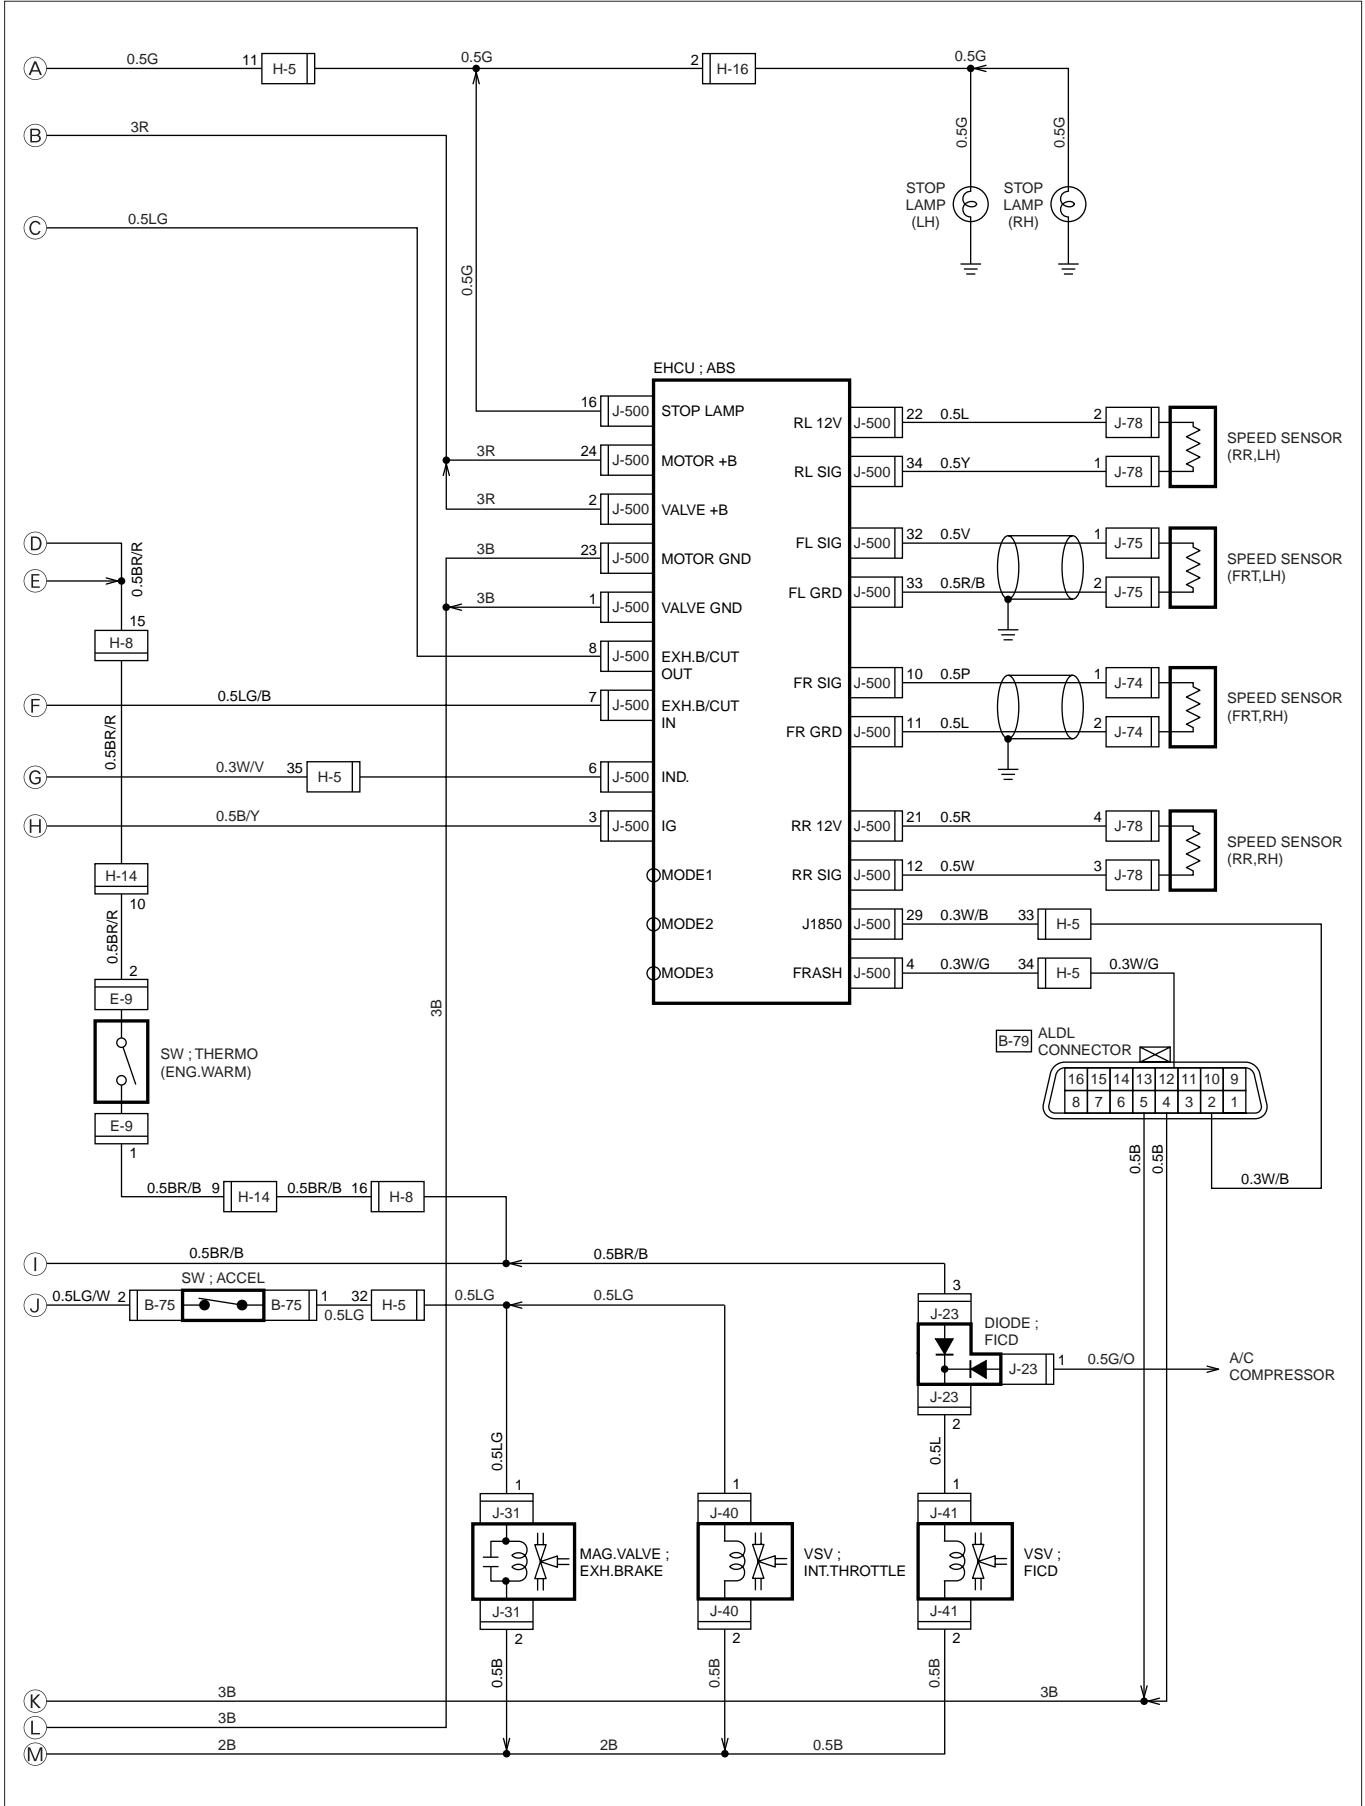 A 0.5G 11 H-5 0.5G 2 H-16 0.5G
0.5G 0.5G
B 3R
STOP LAMP (LH) STOP LAMP (RH)
C 0.5LG
0.5G
EHCU ; ABS
16 J-500 STOP LAMP
RL 12V J-500 22 0.5L 2 J-78
SPEED SENSOR
(RR,LH)
3R 24 J-500 MOTOR +B
RL SIG J-500 34 0.5Y 1 J-78
3R 2 J-500 VALVE +B
D
0.5BR/R
E
3B 23 J-500 MOTOR GND
FL SIG J-500 32 0.5V 1 J-75
SPEED SENSOR
(FRT,LH)
3B 1 J-500 VALVE GND
FL GRD J-500 33 0.5R/B 2 J-75
15
H-8
8 J-500 EXH.B/CUT
OUT
FR SIG J-500 10 0.5P 1 J-74
SPEED SENSOR
(FRT,RH)
F 0.5LG/B 7 J-500 EXH.B/CUT
IN
FR GRD J-500 11 0.5L 2 J-74
0.5BR/R
G 0.3W/V 35 H-5 6 J-500 IND.
H 0.5B/Y 3 J-500 IG
RR 12V J-500 21 0.5R 4 J-78
SPEED SENSOR
(RR,RH)
H-14
10
MODE1
RR SIG J-500 12 0.5W 3 J-78
0.5BR/R
MODE2
J1850 J-500 29 0.3W/B 33 H-5
MODE3
FRASH J-500 4 0.3W/G 34 H-5 0.3W/G
2
E-9
3B
SW ; THERMO
(ENG.WARM)
B-79 ALDL
CONNECTOR
16 15 14 13 12 11 10 9
8 7 6 5 4 3 2 1
E-9
1
0.5B 0.5B
0.3W/B
0.5BR/B 9 H-14 0.5BR/B 16 H-8
I 0.5BR/B 0.5BR/B
SW ; ACCEL
J 0.5LG/W 2 B-75 B-75 1 0.5LG 32 H-5 0.5LG 0.5LG
3
J-23
DIODE ;
FICD
J-23 1 0.5G/O
A/C
COMPRESSOR
J-23
2
0.5LG
0.5L
1 1 1
J-31 J-40 J-41
MAG.VALVE ;
EXH.BRAKE
VSV ;
INT.THROTTLE
VSV ;
FICD
J-31 J-40 J-41
2 2 2
0.5B 0.5B 0.5B
K 3B 3B
L 3B
M 2B 2B 0.5B